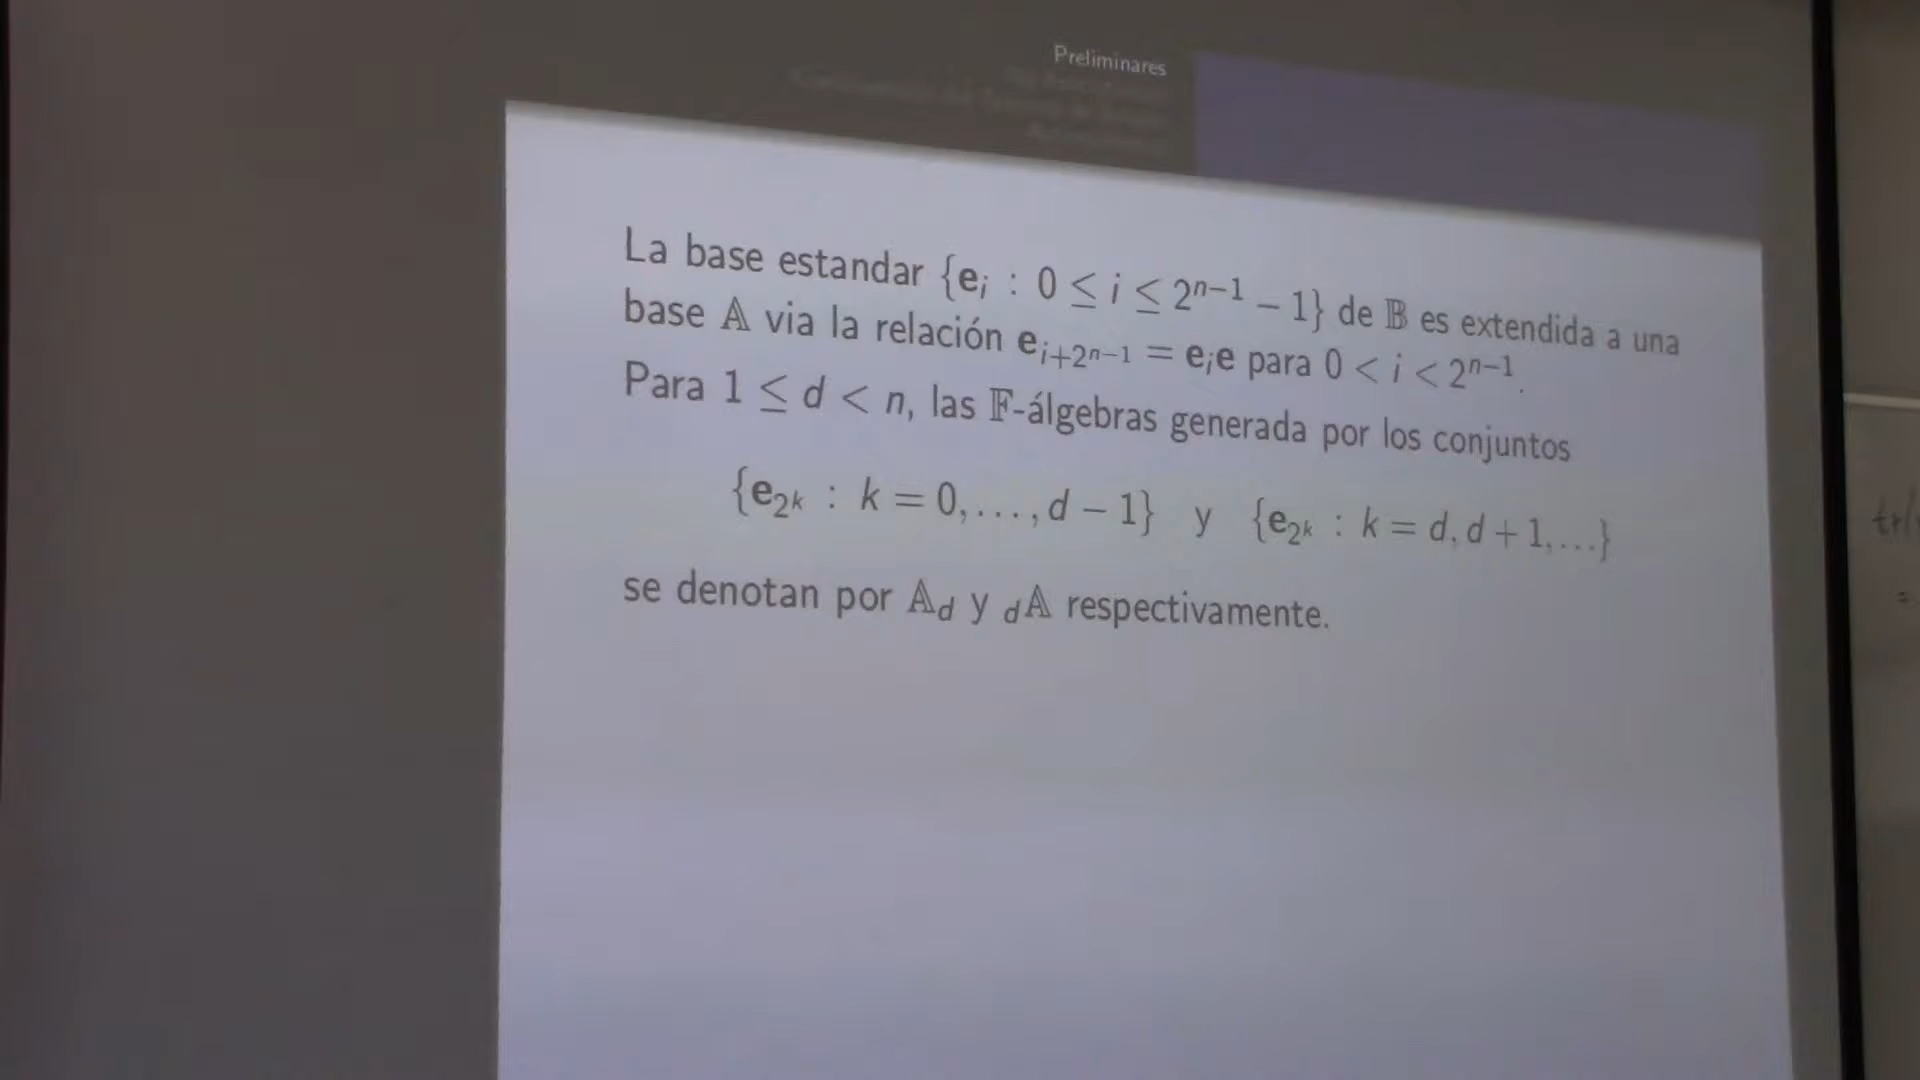 Preliminares
La base estandar {e_i : 0 ≤ i ≤ 2^{n−1} − 1} de 𝔹 es extendida a una
base 𝔸 via la relación e_{i+2^{n−1}} = e_i e para 0 < i < 2^{n−1}.
Para 1 ≤ d < n, las 𝔽-álgebras generada por los conjuntos
{e_{2^k} : k = 0, . . . , d − 1} y {e_{2^k} : k = d, d + 1, . . .}
se denotan por 𝔸_d y _d𝔸 respectivamente.